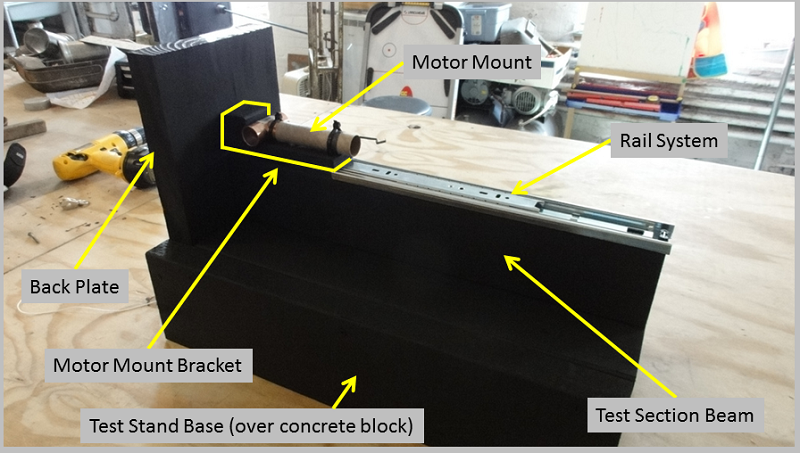 Motor Mount
Rail System
Back Plate
Motor Mount Bracket
Test Stand Base (over concrete block)
Test Section Beam